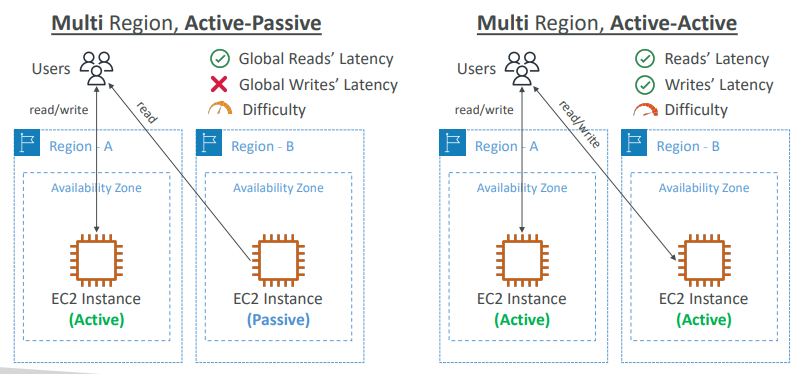 Multi Region, Active-Passive
Users
Global Reads’ Latency
Global Writes’ Latency
Difficulty
read/write
read
Region - A
Region - B
Availability Zone
Availability Zone
EC2 Instance
(Active)
EC2 Instance
(Passive)
Multi Region, Active-Active
Users
Reads’ Latency
Writes’ Latency
Difficulty
read/write
read/write
Region - A
Region - B
Availability Zone
Availability Zone
EC2 Instance
(Active)
EC2 Instance
(Active)